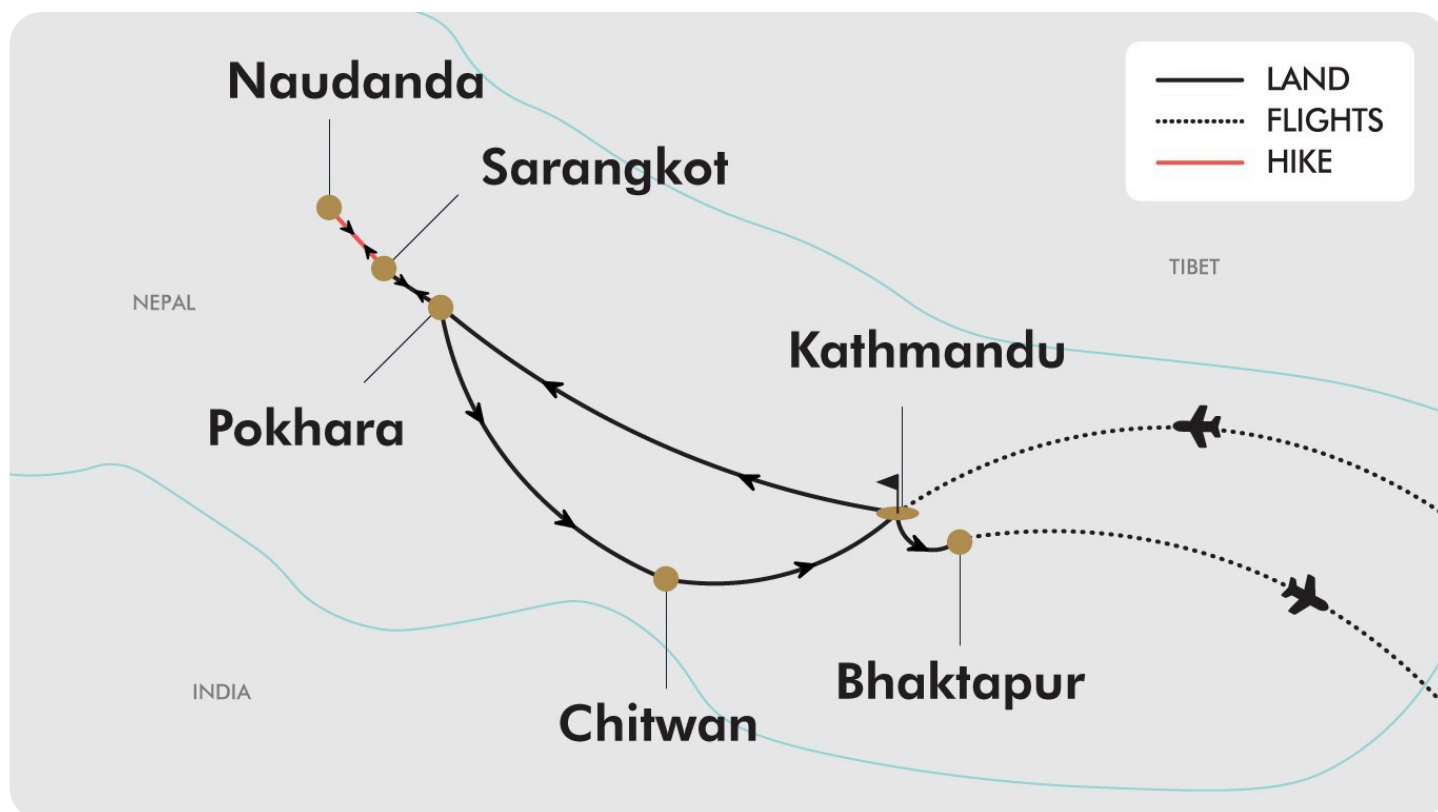 Naudanda
LAND
FLIGHTS
HIKE
Sarangkot
TIBET
NEPAL
Kathmandu
Pokhara
Bhaktapur
INDIA
Chitwan